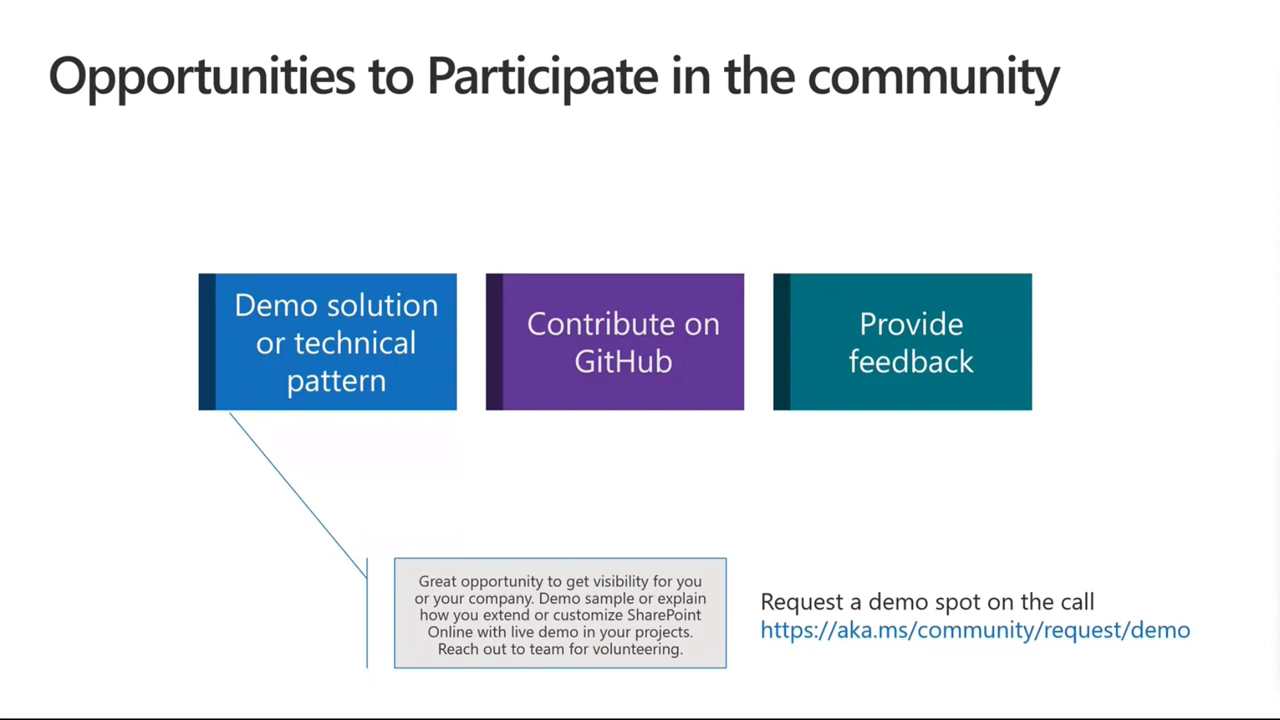 Opportunities to Participate in the community
Demo solution
or technical
pattern
Contribute on
GitHub
Provide
feedback
Great opportunity to get visibility for you
or your company. Demo sample or explain
how you extend or customize SharePoint
Online with live demo in your projects.
Reach out to team for volunteering.
Request a demo spot on the call
https://aka.ms/community/request/demo